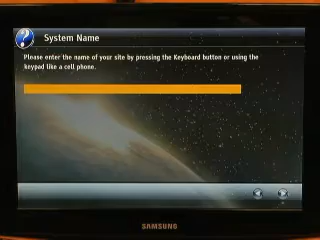 System Name
Please enter the name of your site by pressing the Keyboard button or using the
keypad like a cell phone.
SAMSUNG